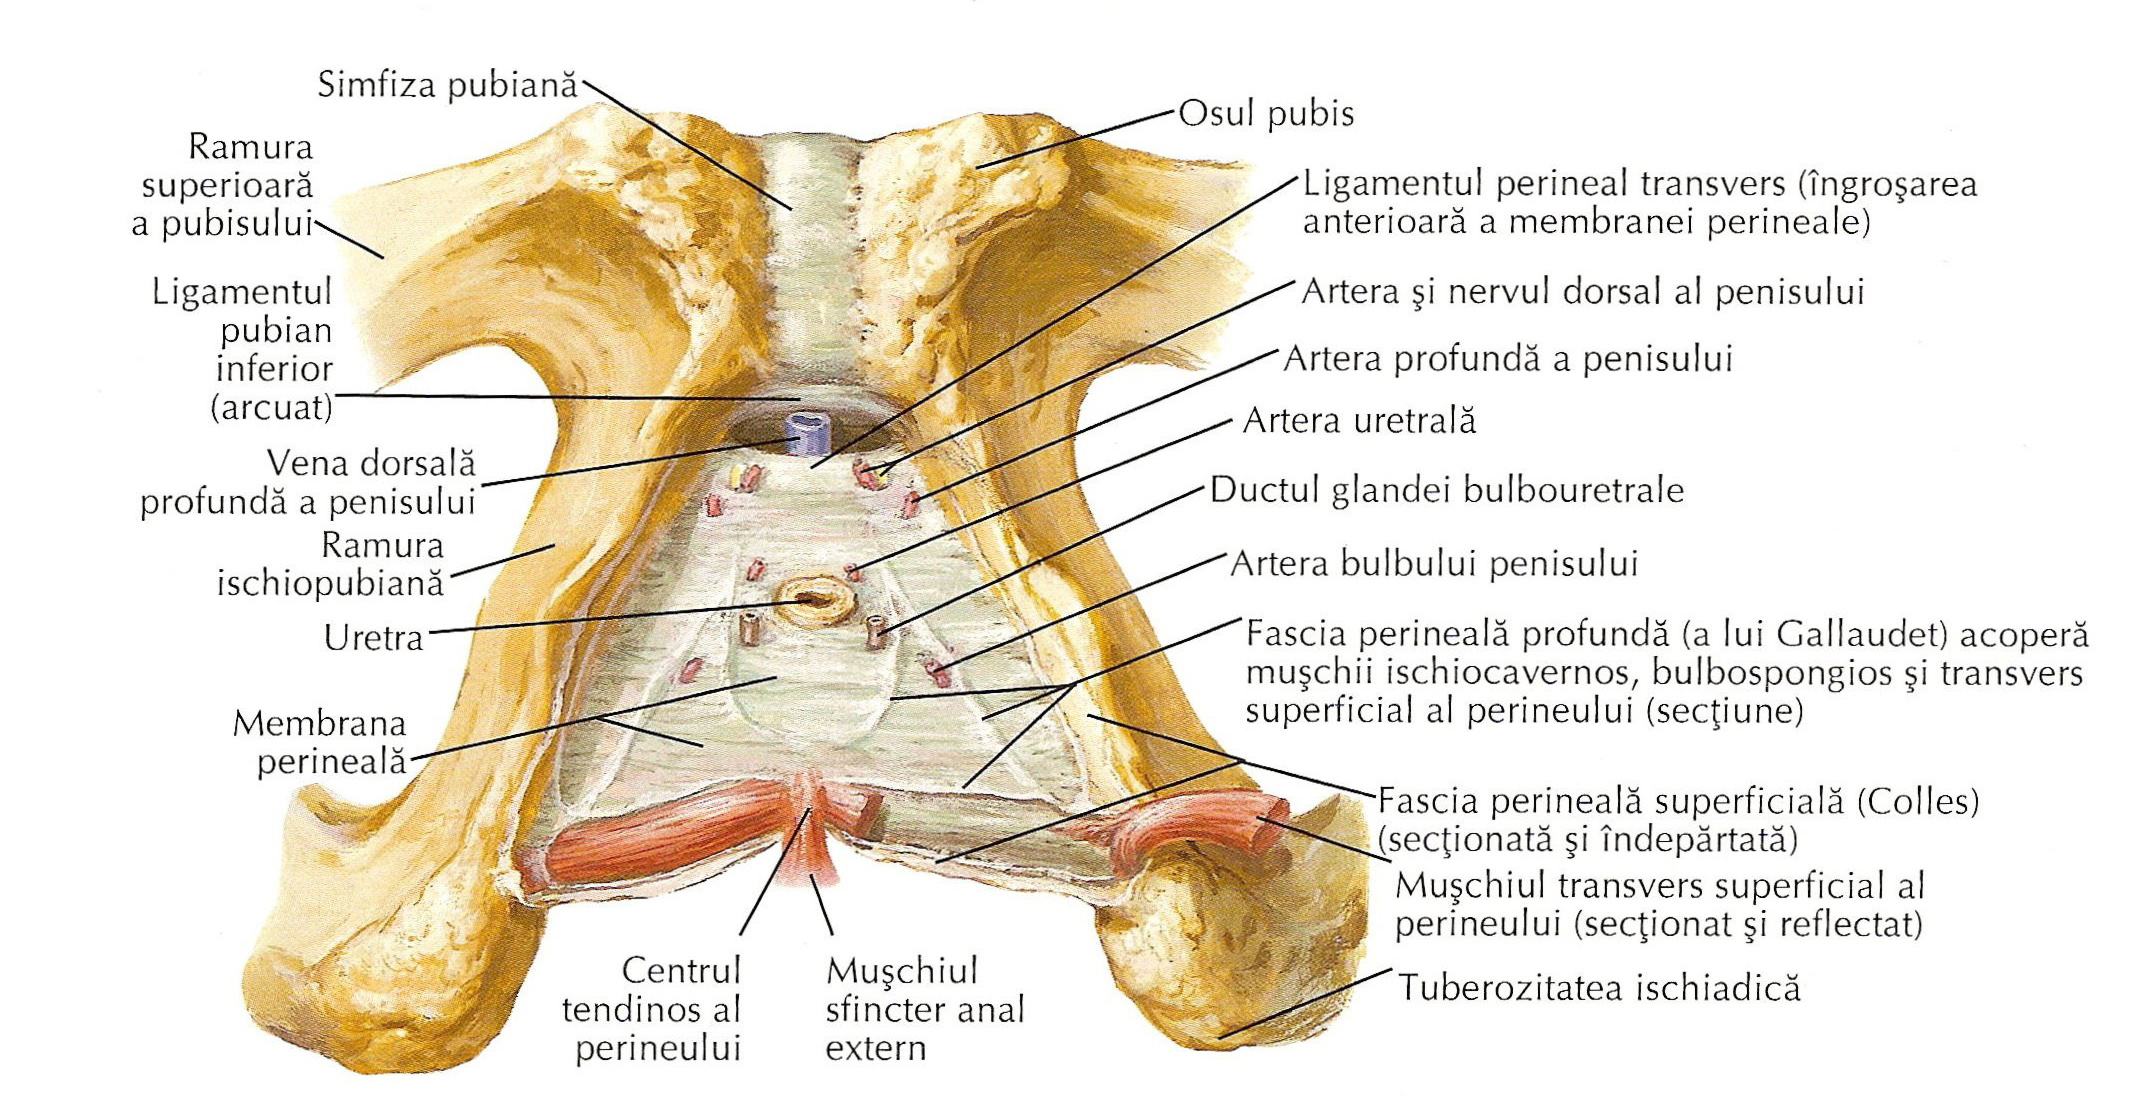 Simfiza pubiană
Ramura
superioară
a pubisului
Ligamentul
pubian
inferior
(arcuat)
Vena dorsală
profundă a penisului
Ramura
ischiopubiană
Uretra
Membrana
perineală
Centrul
tendinos al
perineului
Muşchiul
sfincter anal
extern
Osul pubis
Ligamentul perineal transvers (îngroşarea
anterioară a membranei perineale)
Artera şi nervul dorsal al penisului
Artera profundă a penisului
Artera uretrală
Ductul glandei bulbouretrale
Artera bulbului penisului
Fascia perineală profundă (a lui Gallaudet) acoperă
muşchii ischiocavernos, bulbospongios şi transvers
superficial al perineului (secţiune)
Fascia perineală superficială (Colles)
(secţionată şi îndepărtată)
Muşchiul transvers superficial al
perineului (secţionat şi reflectat)
Tuberozitatea ischiadică